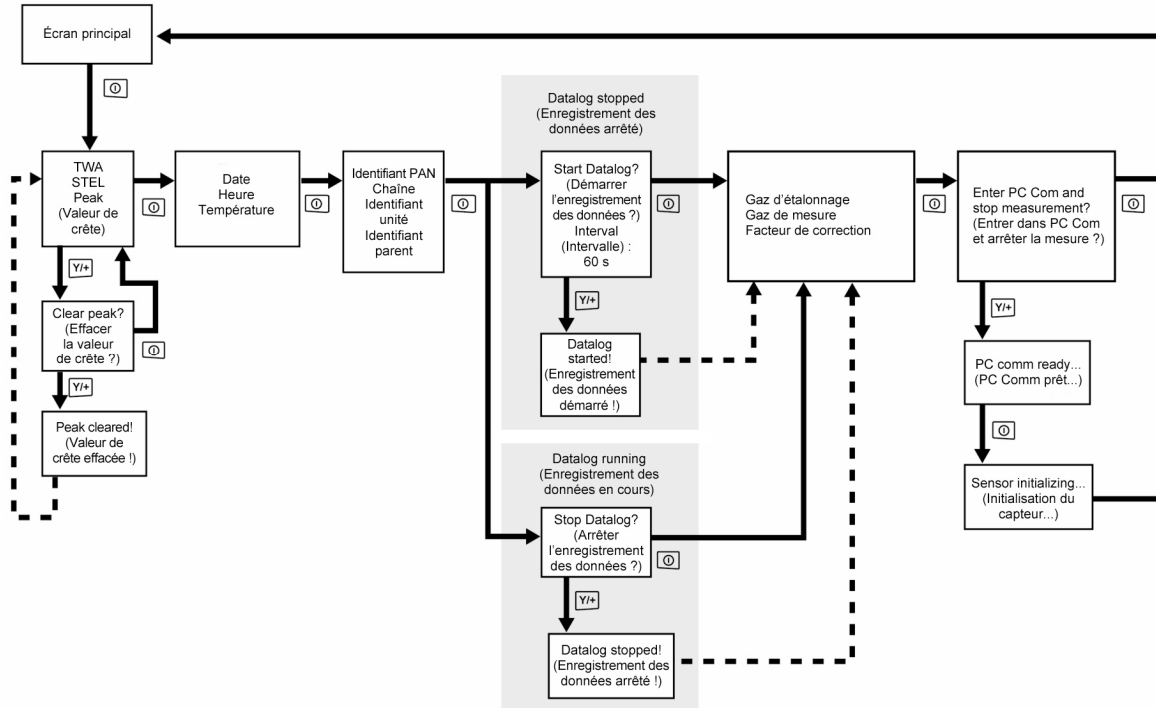 Écran principal
TWA
STEL
Peak
(Valeur de
crête)
Y/+
Clear peak?
(Effacer
la valeur
de crête ?)
Y/+
Peak cleared!
(Valeur de
crête effacée !)
Date
Heure
Température
Identifiant PAN
Chaîne
Identifiant
unité
Identifiant
parent
Datalog stopped
(Enregistrement des
données arrêté)
Start Datalog?
(Démarrer
l’enregistrement
des données ?)
Interval
(Intervalle) :
60 s
Y/+
Datalog
started!
(Enregistrement
des données
démarré !)
Datalog running
(Enregistrement des
données en cours)
Stop Datalog?
(Arrêter
l’enregistrement
des données ?)
Y/+
Datalog stopped!
(Enregistrement des
données arrêté !)
Gaz d’étalonnage
Gaz de mesure
Facteur de correction
Enter PC Com and
stop measurement?
(Entrer dans PC Com
et arrêter la mesure ?)
Y/+
PC comm ready...
(PC Comm prêt...)
Sensor initializing...
(Initialisation du
capteur...)